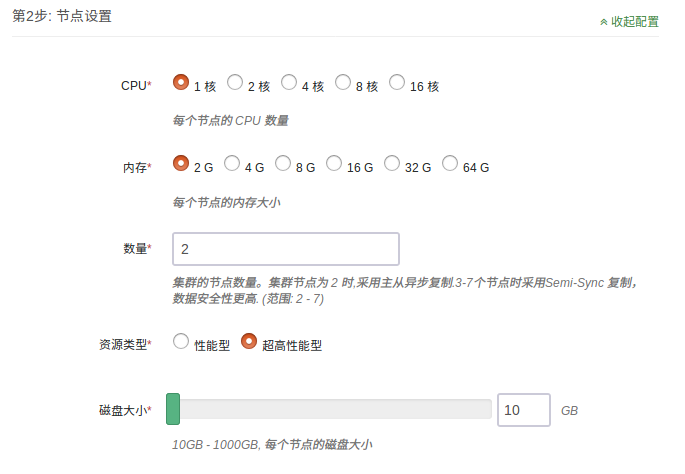 第2步: 节点设置
收起配置
CPU* 1 核 2 核 4 核 8 核 16 核
每个节点的 CPU 数量
内存* 2 G 4 G 8 G 16 G 32 G 64 G
每个节点的内存大小
数量* 2
集群的节点数量。集群节点为 2 时,采用主从异步复制.3-7个节点时采用Semi-Sync 复制，
数据安全性更高. (范围: 2 - 7)
资源类型* 性能型 超高性能型
磁盘大小* 10 GB
10GB - 1000GB, 每个节点的磁盘大小